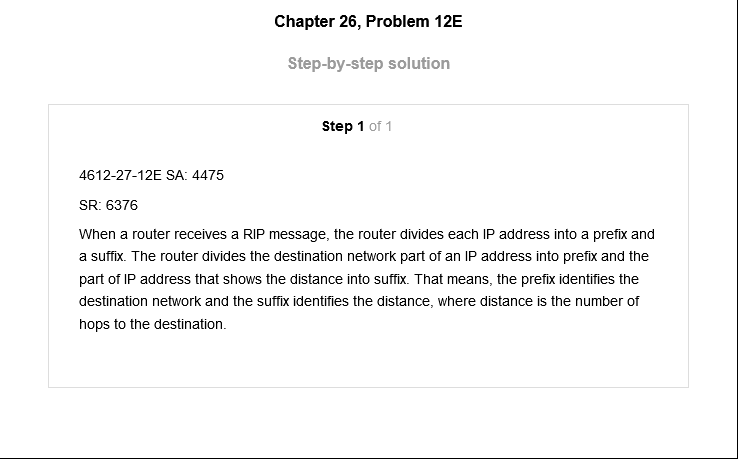 Chapter 26, Problem 12E
Step-by-step solution
Step 1 of 1
4612-27-12E SA: 4475
SR: 6376
When a router receives a RIP message, the router divides each IP address into a prefix and
a suffix. The router divides the destination network part of an IP address into prefix and the
part of IP address that shows the distance into suffix. That means, the prefix identifies the
destination network and the suffix identifies the distance, where distance is the number of
hops to the destination.